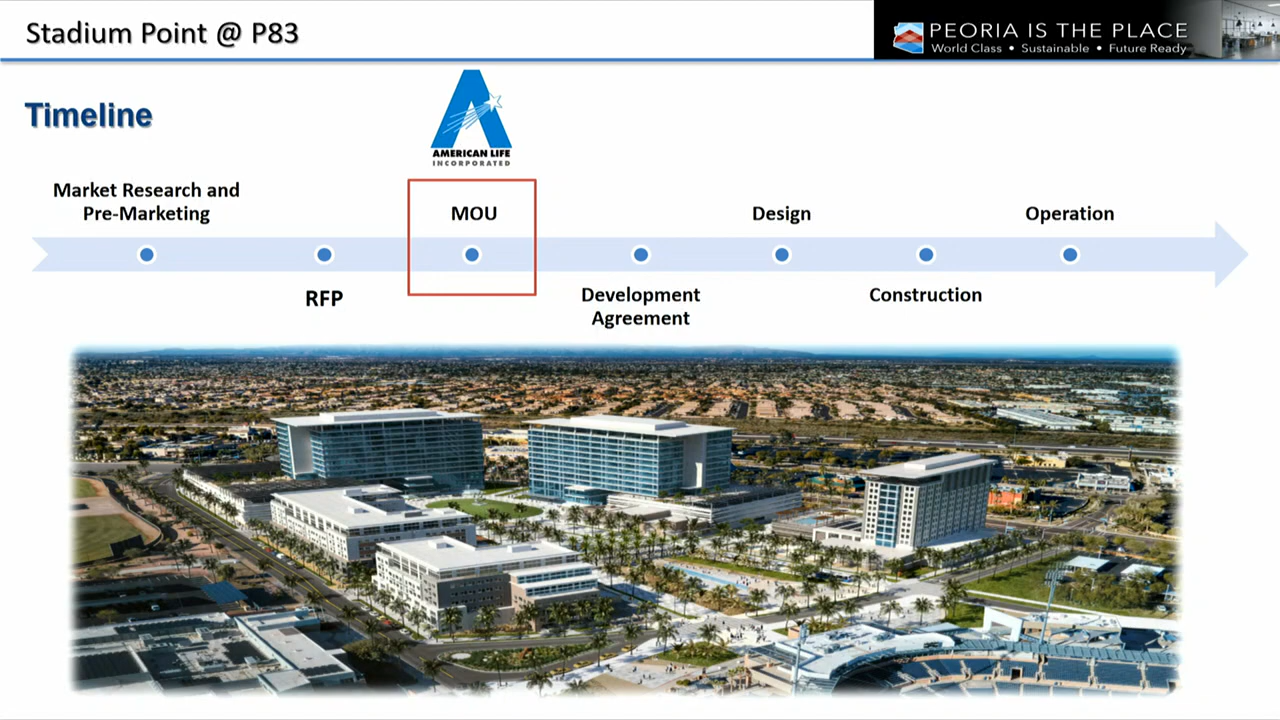 Stadium Point @ P83
PEORIA IS THE PLACE
World Class • Sustainable • Future Ready
Timeline
AMERICAN LIFE
INCORPORATED
Market Research and
Pre-Marketing
RFP
MOU
Development
Agreement
Design
Construction
Operation